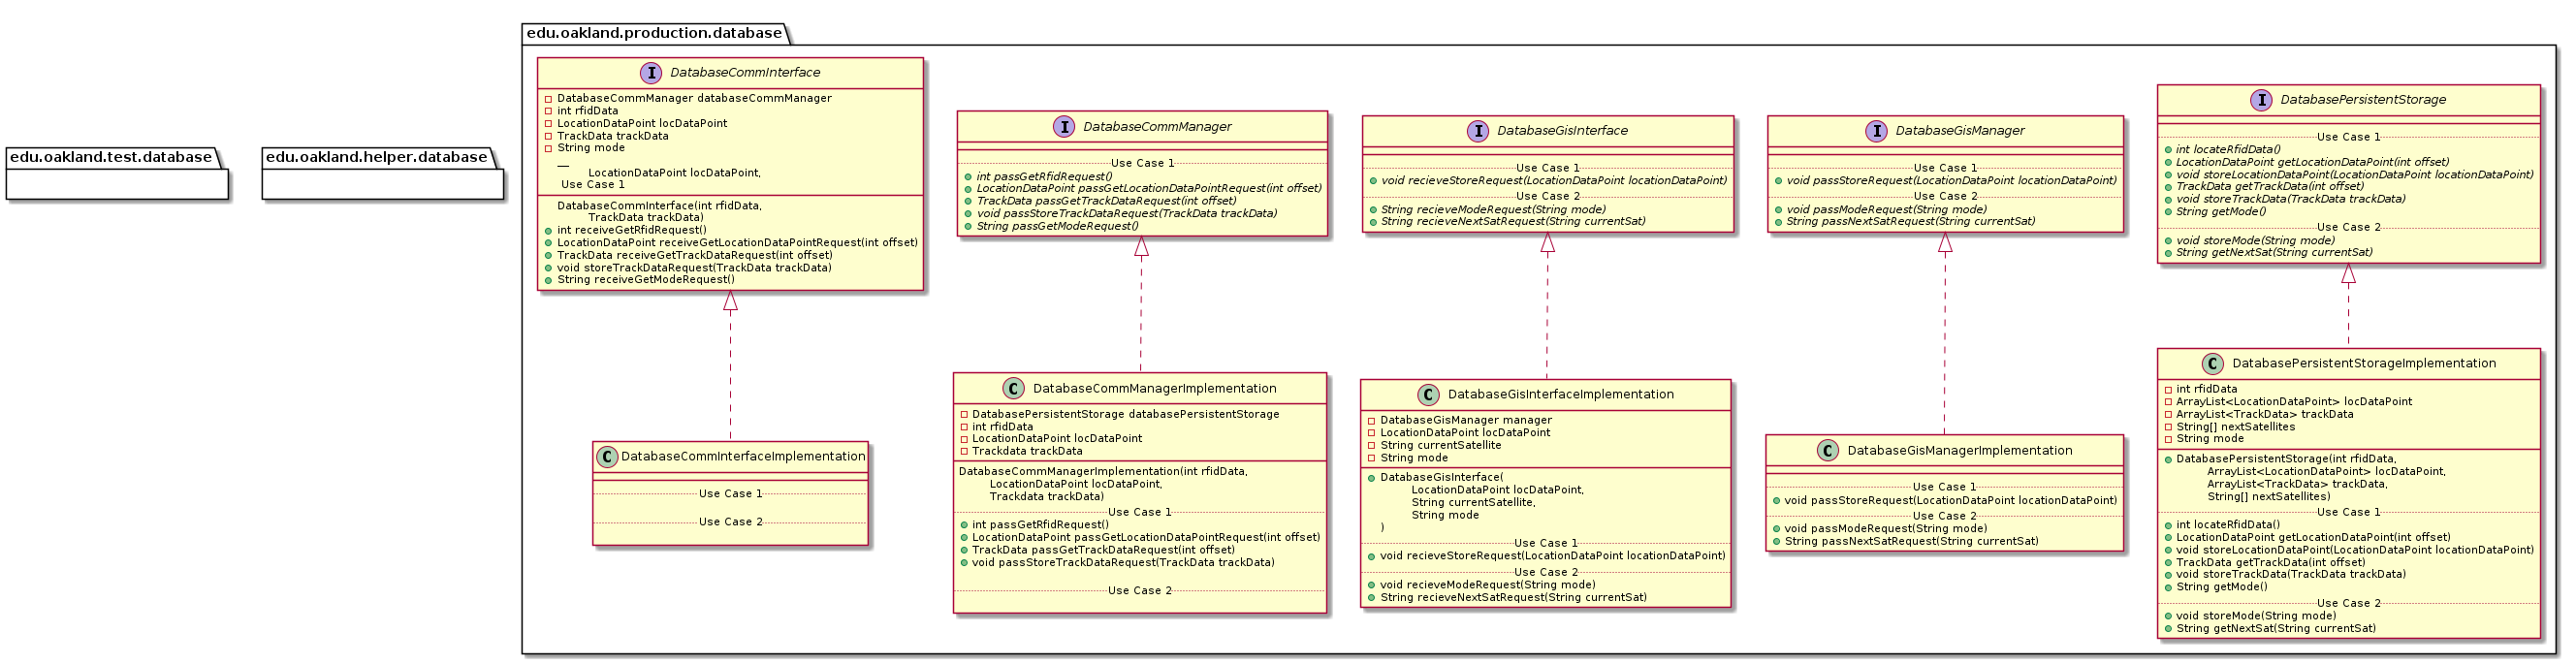 edu.oakland.test.database
edu.oakland.helper.database
edu.oakland.production.database
I DatabaseCommInterface
DatabaseCommManager databaseCommManager
int rfidData
LocationDataPoint locDataPoint
TrackData trackData
String mode
—
LocationDataPoint locDataPoint,
Use Case 1
DatabaseCommInterface(int rfidData,
TrackData trackData)
int receiveGetRfidRequest()
LocationDataPoint receiveGetLocationDataPointRequest(int offset)
TrackData receiveGetTrackDataRequest(int offset)
void storeTrackDataRequest(TrackData trackData)
String receiveGetModeRequest()
I DatabaseCommManager
Use Case 1
int passGetRfidRequest()
LocationDataPoint passGetLocationDataPointRequest(int offset)
TrackData passGetTrackDataRequest(int offset)
void passStoreTrackDataRequest(TrackData trackData)
String passGetModeRequest()
I DatabaseGisInterface
Use Case 1
void recieveStoreRequest(LocationDataPoint locationDataPoint)
Use Case 2
String recieveModeRequest(String mode)
String recieveNextSatRequest(String currentSat)
I DatabaseGisManager
Use Case 1
void passStoreRequest(LocationDataPoint locationDataPoint)
Use Case 2
void passModeRequest(String mode)
String passNextSatRequest(String currentSat)
I DatabasePersistentStorage
Use Case 1
int locateRfidData()
LocationDataPoint getLocationDataPoint(int offset)
void storeLocationDataPoint(LocationDataPoint locationDataPoint)
TrackData getTrackData(int offset)
void storeTrackData(TrackData trackData)
String getMode()
Use Case 2
void storeMode(String mode)
String getNextSat(String currentSat)
C DatabaseCommInterfaceImplementation
Use Case 1
Use Case 2
C DatabaseCommManagerImplementation
DatabasePersistentStorage databasePersistentStorage
int rfidData
LocationDataPoint locDataPoint
Trackdata trackData
DatabaseCommManagerImplementation(int rfidData,
LocationDataPoint locDataPoint,
Trackdata trackData)
Use Case 1
int passGetRfidRequest()
LocationDataPoint passGetLocationDataPointRequest(int offset)
TrackData passGetTrackDataRequest(int offset)
void passStoreTrackDataRequest(TrackData trackData)
Use Case 2
C DatabaseGisInterfaceImplementation
DatabaseGisManager manager
LocationDataPoint locDataPoint
String currentSatellite
String mode
DatabaseGisInterface(
LocationDataPoint locDataPoint,
String currentSatellite,
String mode
)
Use Case 1
void recieveStoreRequest(LocationDataPoint locationDataPoint)
Use Case 2
void recieveModeRequest(String mode)
String recieveNextSatRequest(String currentSat)
C DatabaseGisManagerImplementation
Use Case 1
void passStoreRequest(LocationDataPoint locationDataPoint)
Use Case 2
void passModeRequest(String mode)
String passNextSatRequest(String currentSat)
C DatabasePersistentStorageImplementation
int rfidData
ArrayList<LocationDataPoint> locDataPoint
ArrayList<TrackData> trackData
String[] nextSatellites
String mode
DatabasePersistentStorage(int rfidData,
ArrayList<LocationDataPoint> locDataPoint,
ArrayList<TrackData> trackData,
String[] nextSatellites)
Use Case 1
int locateRfidData()
LocationDataPoint getLocationDataPoint(int offset)
void storeLocationDataPoint(LocationDataPoint locationDataPoint)
TrackData getTrackData(int offset)
void storeTrackData(TrackData trackData)
String getMode()
Use Case 2
void storeMode(String mode)
String getNextSat(String currentSat)